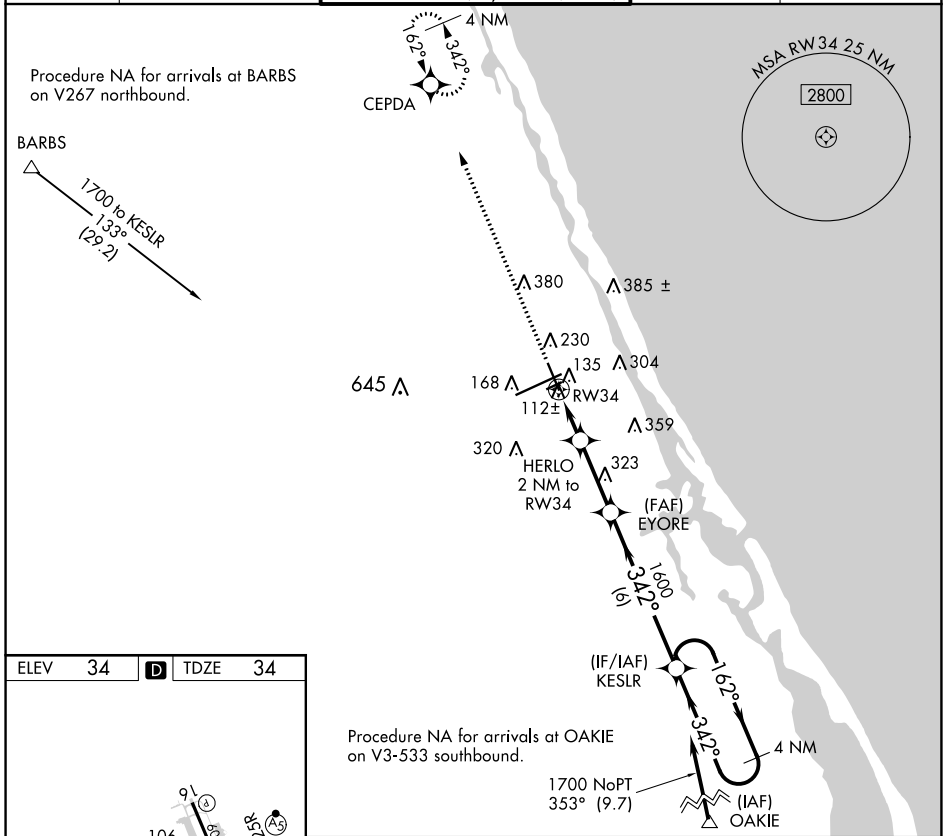 4 NM
162°
342°
CEPDA
MSA RW34 25 NM
2800
Procedure NA for arrivals at BARBS
on V267 northbound.
BARBS
1700 to KESLR
133°
(29.2)
380
385 ±
230
135
304
645
168
RW34
112±
359
320
HERLO
2 NM to
RW34
323
(FAF)
EYORE
1600
342°
(6)
(IF/IAF)
KESLR
162°
342°
4 NM
ELEV 34 D TDZE 34
Procedure NA for arrivals at OAKIE
on V3-533 southbound.
1700 NoPT
353° (9.7)
(IAF)
OAKIE
16
P
25R
A5
106